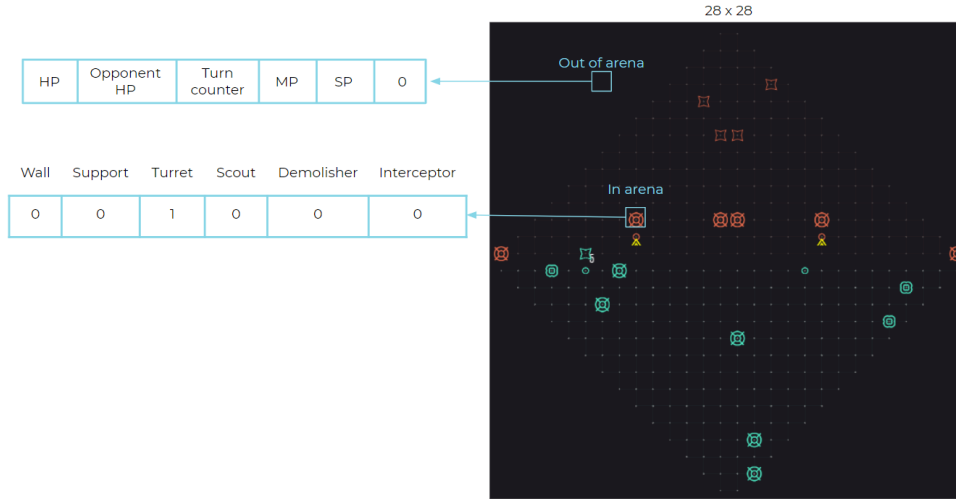 28 x 28
HP
Opponent
HP
Turn
counter
MP
SP
0
Out of arena
Wall
Support
Turret
Scout
Demolisher
Interceptor
0
0
1
0
0
0
In arena
5